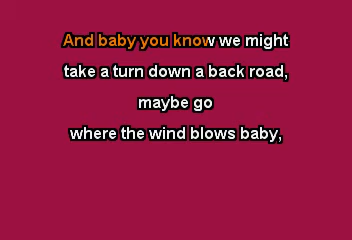 And baby you know we might
take a turn down a back road,
maybe go
where the wind blows baby,